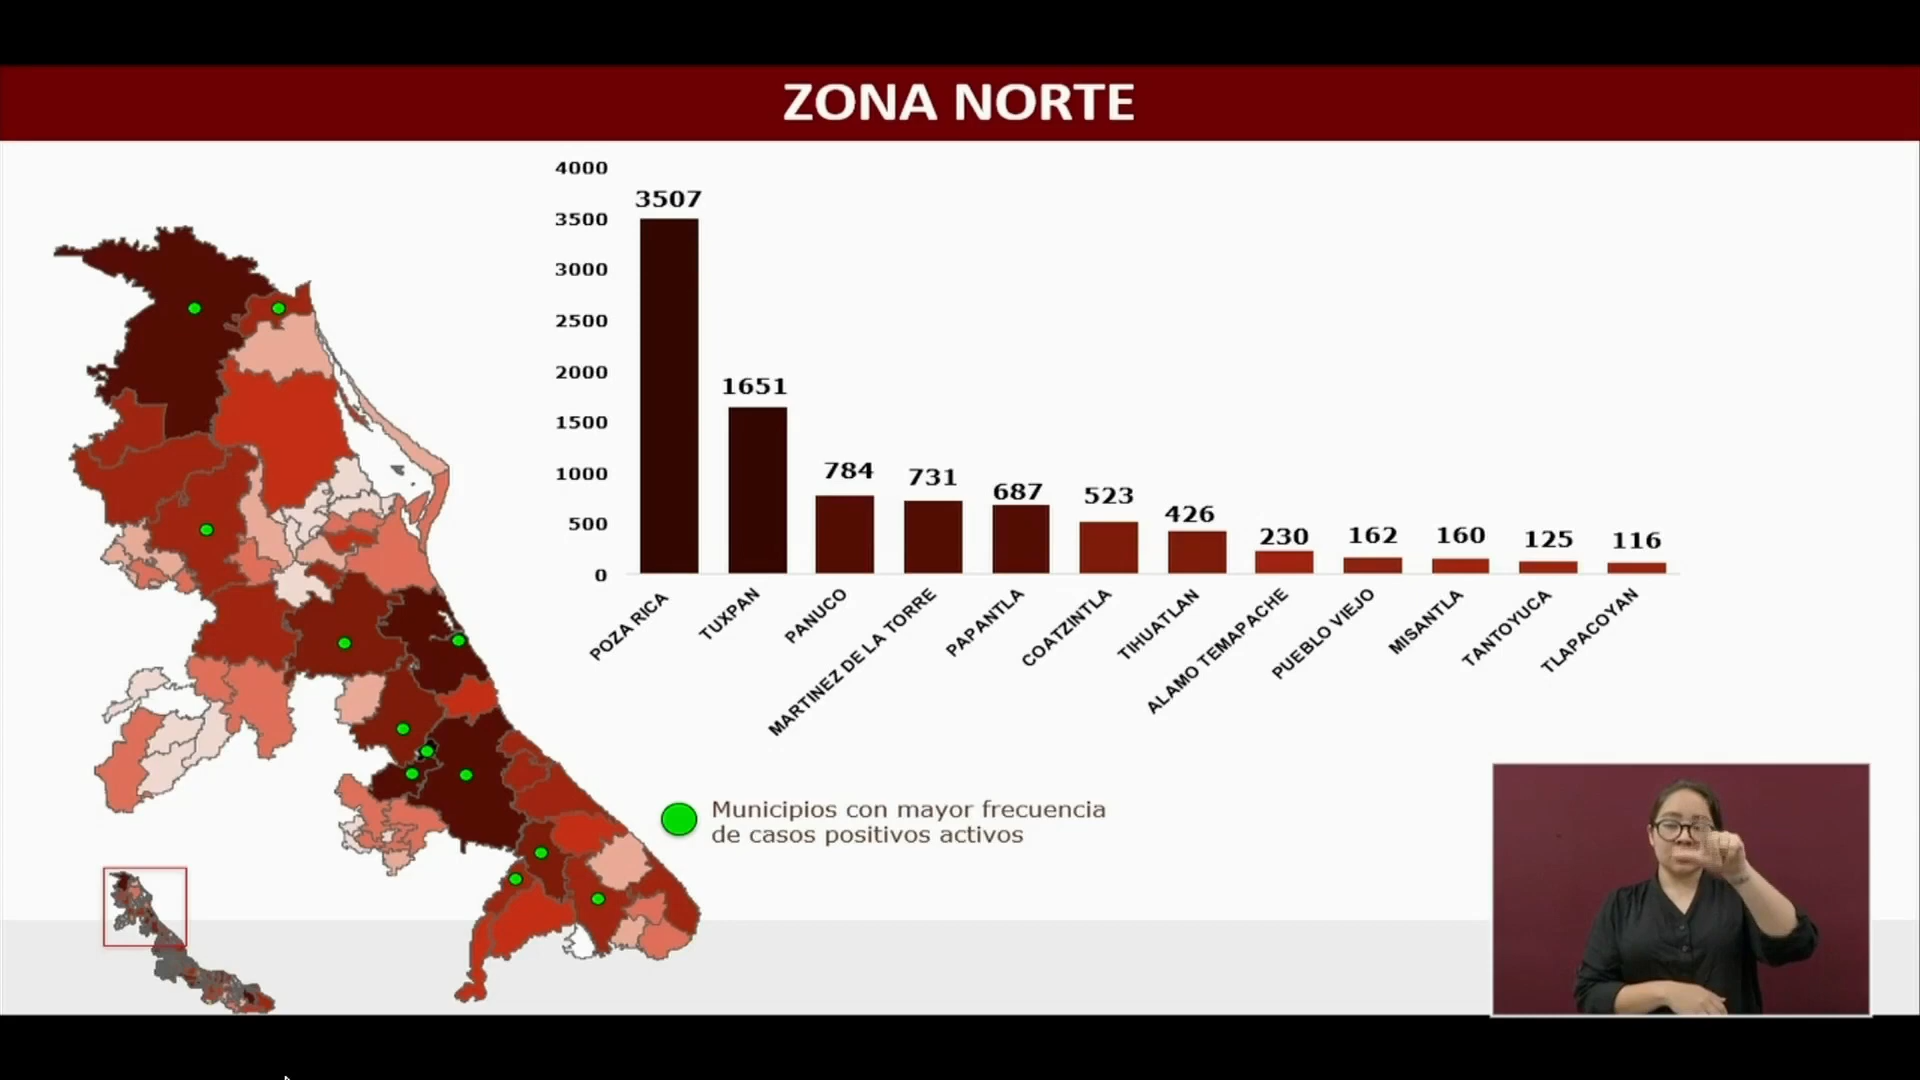 ZONA NORTE
4000
3500
3000
2500
2000
1500
1000
500
0
3507
1651
784
731
687
523
426
230
162
160
125
116
POZA RICA
TUXPAN
PANUCO
MARTINEZ DE LA TORRE
PAPANTLA
COATZINTLA
TIHUATLAN
ALAMO TEMAPACHE
PUEBLO VIEJO
MISANTLA
TANTOYUCA
TLAPACOYAN
Municipios con mayor frecuencia
de casos positivos activos